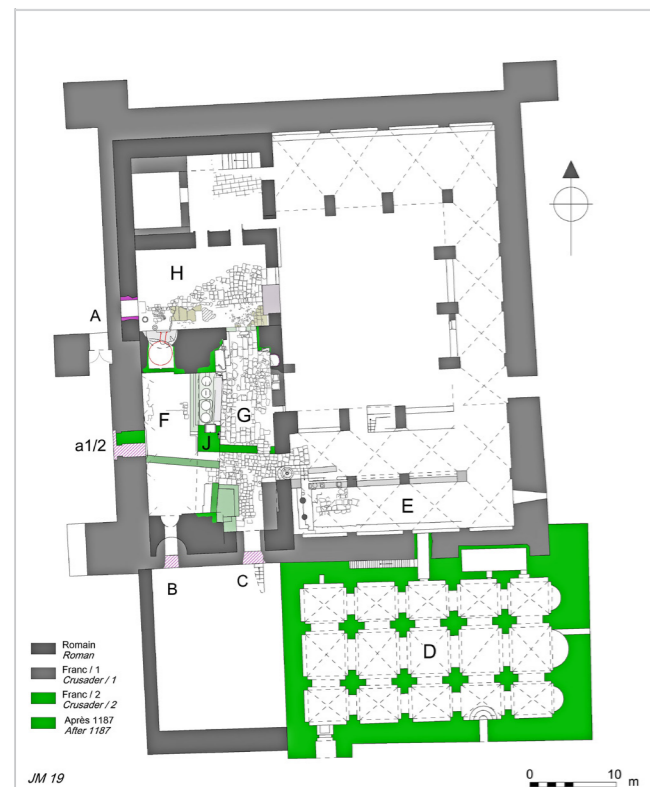 H
A
F
G
J
a1/2
E
B
C
D
Romain
Roman
Franc / 1
Crusader / 1
Franc / 2
Crusader / 2
Après 1187
After 1187
JM 19
0 10 m